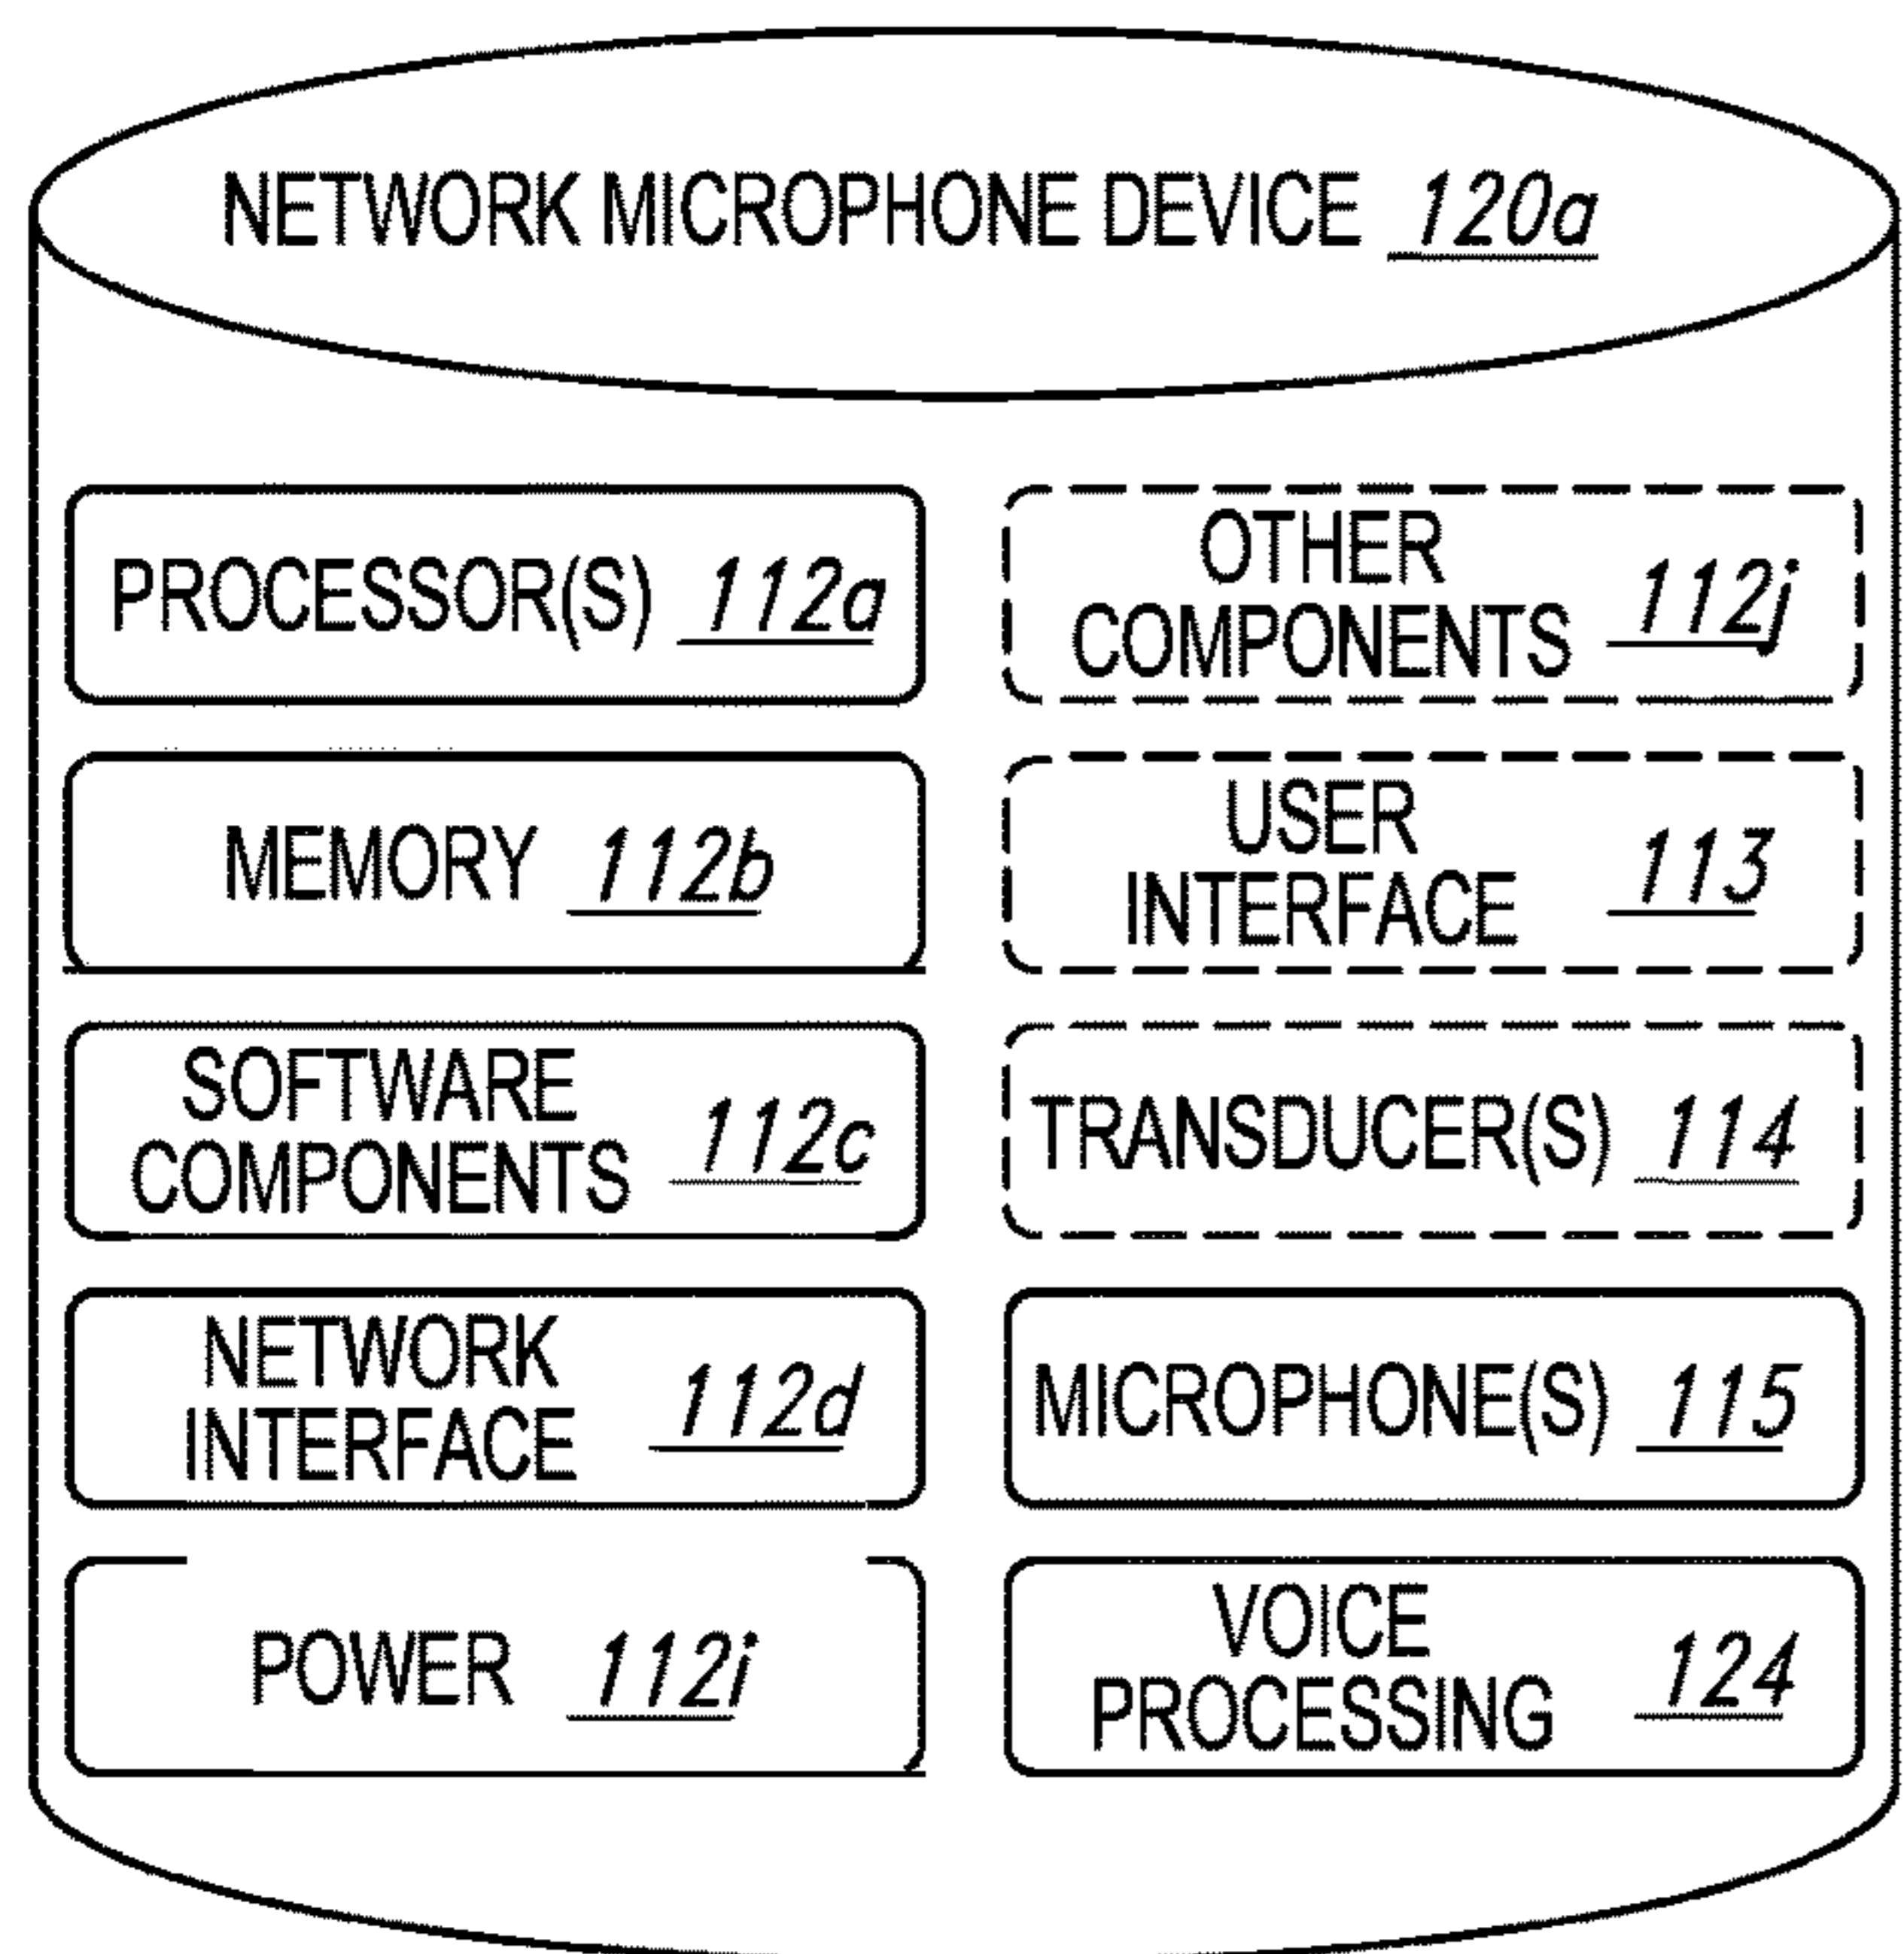 NETWORK MICROPHONE DEVICE 120a
PROCESSOR(S) 112a
MEMORY 112b
SOFTWARE
COMPONENTS 112c
NETWORK
INTERFACE 112d
POWER 112i
OTHER
COMPONENTS 112j
USER
INTERFACE 113
TRANSDUCER(S) 114
MICROPHONE(S) 115
VOICE
PROCESSING 124